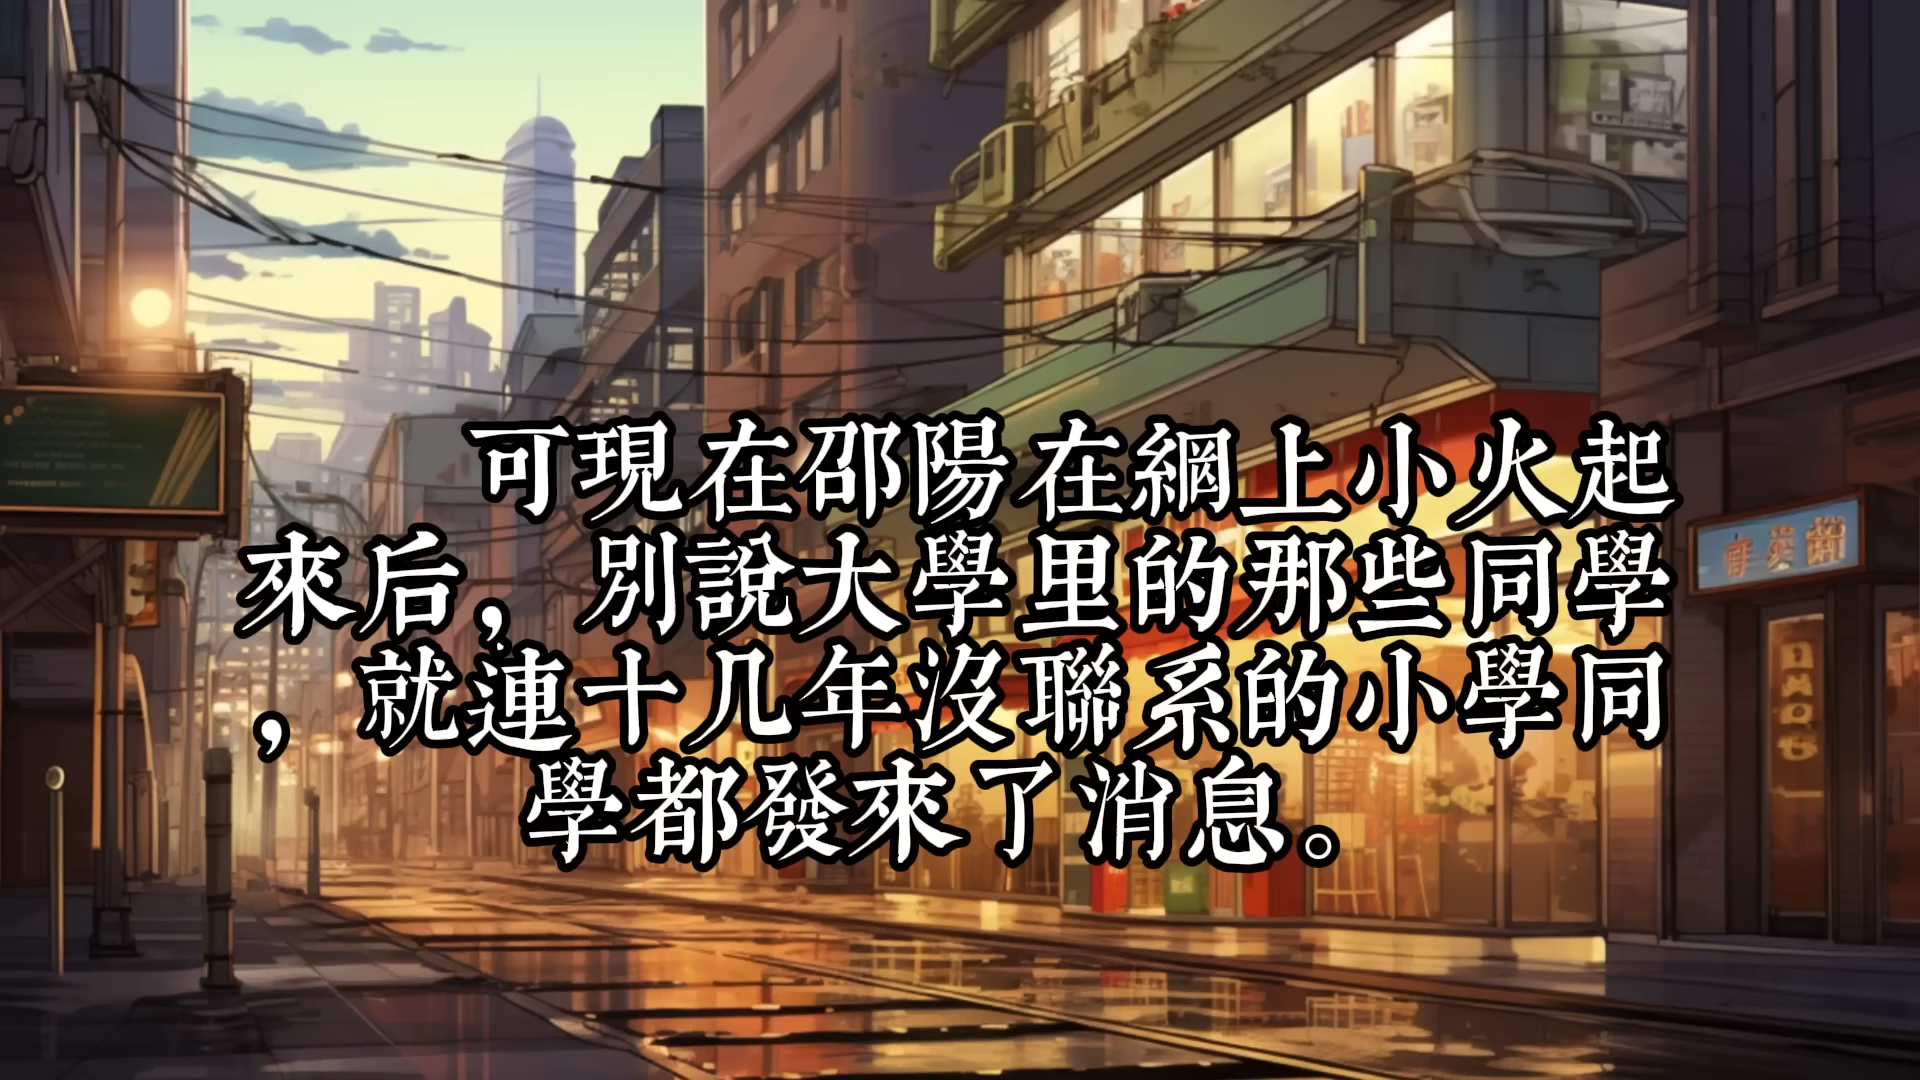 可現在邵陽在網上小火起
來后，別說大學里的那些同學
，就連十几年沒聯系的小學同
學都發來了消息。